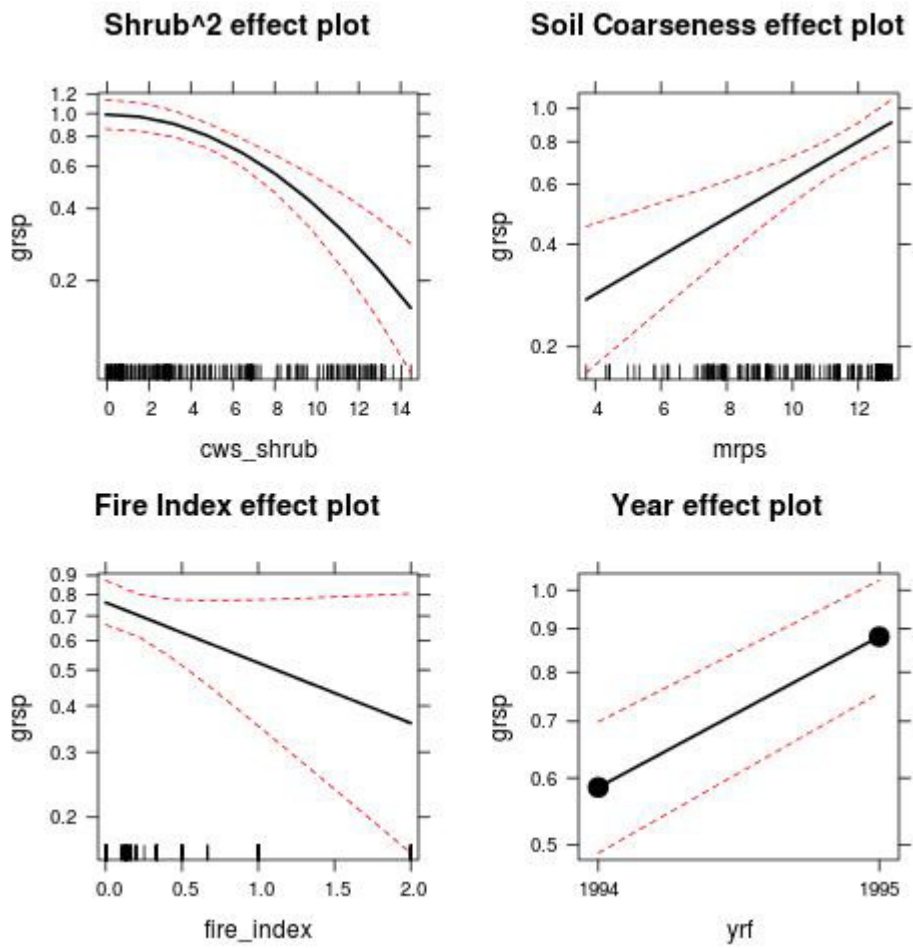 Shrub^2 effect plot
1.2
1.0
0.8
0.6
0.4
0.2
grsp
0 2 4 6 8 10 12 14
cws_shrub
Soil Coarseness effect plot
1.0
0.8
0.6
0.4
0.2
grsp
4 6 8 10 12
mrps
Fire Index effect plot
0.9
0.8
0.7
0.6
0.5
0.4
0.3
0.2
grsp
0.0 0.5 1.0 1.5 2.0
fire_index
Year effect plot
1.0
0.9
0.8
0.7
0.6
0.5
grsp
1994 1995
yrf